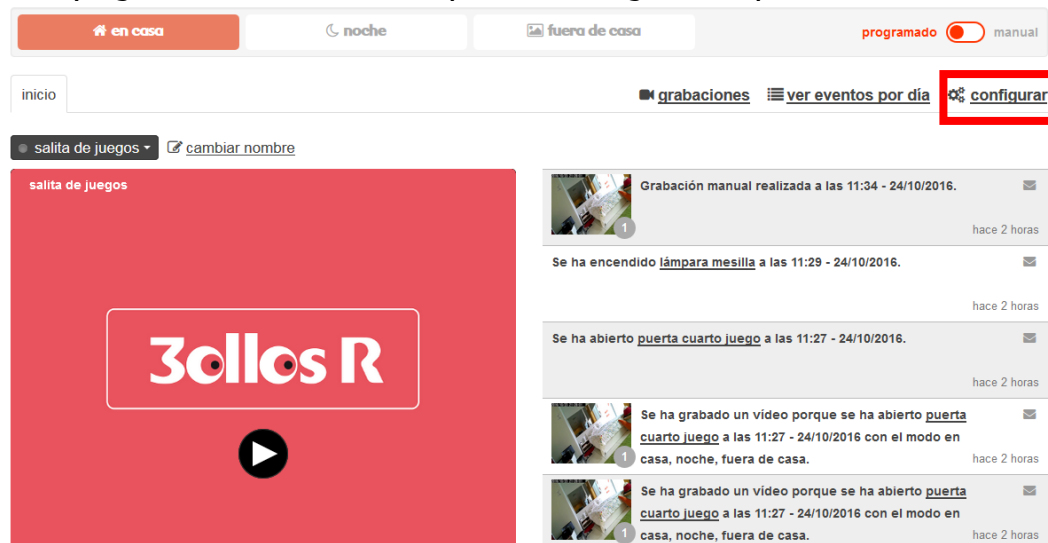 en casa noche fuera de casa programado manual
inicio grabaciones ver eventos por día configurar
salita de juegos cambiar nombre
salita de juegos
3ollos R
Grabación manual realizada a las 11:34 - 24/10/2016.
1
hace 2 horas
Se ha encendido lámpara mesilla a las 11:29 - 24/10/2016.
hace 2 horas
Se ha abierto puerta cuarto juego a las 11:27 - 24/10/2016.
hace 2 horas
Se ha grabado un vídeo porque se ha abierto puerta
cuarto juego a las 11:27 - 24/10/2016 con el modo en
casa, noche, fuera de casa.
1
hace 2 horas
Se ha grabado un vídeo porque se ha abierto puerta
cuarto juego a las 11:27 - 24/10/2016 con el modo en
casa, noche, fuera de casa.
1
hace 2 horas